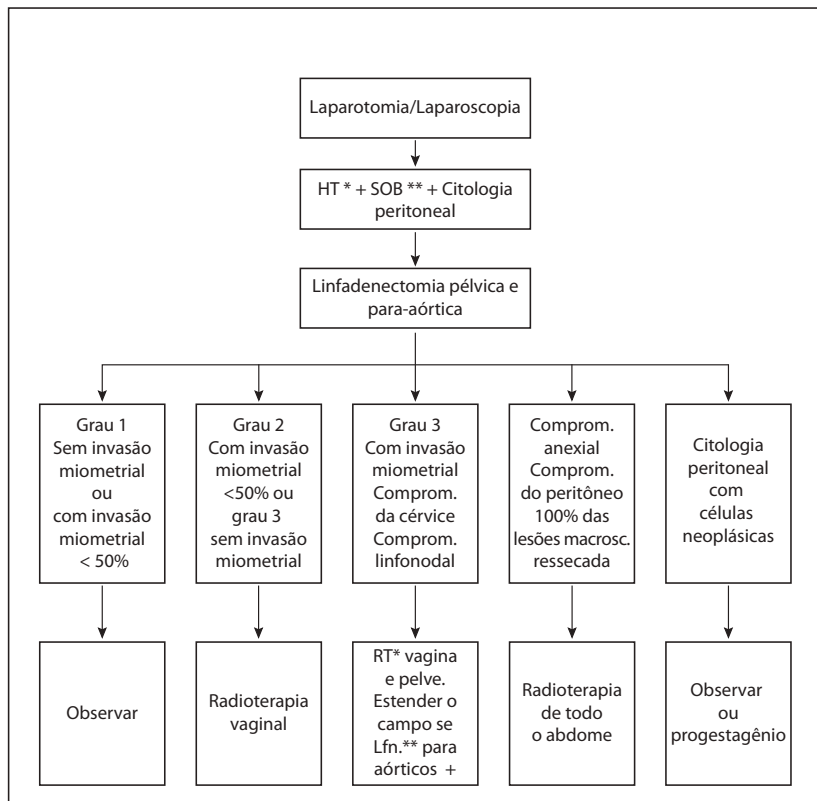 Laparotomia/Laparoscopia
HT * + SOB ** + Citologia
peritoneal
Linfadenectomia pélvica e
para-aórtica
Grau 1
Sem invasão
miometrial
ou
com invasão
miometrial
< 50%
Grau 2
Com invasão
miometrial
<50% ou
grau 3
sem invasão
miometrial
Grau 3
Com invasão
miometrial
Comprom.
da cérvice
Comprom.
linfonodal
Comprom.
anexial
Comprom.
do peritôneo
100% das
lesões macrosc.
ressecada
Citologia
peritoneal
com
células
neoplásicas
Observar
Radioterapia
vaginal
RT* vagina
e pelve.
Estender o
campo se
Lfn.** para
aórticos +
Radioterapia
de todo
o abdome
Observar
ou
progestagênio